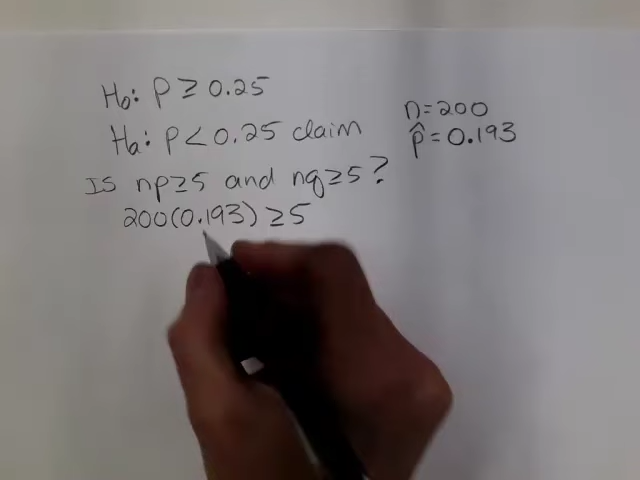 H₀: p ≥ 0.25
Hₐ: p < 0.25 claim
n=200
p̂ = 0.193
Is np≥5 and nq≥5?
200(0.193) ≥5